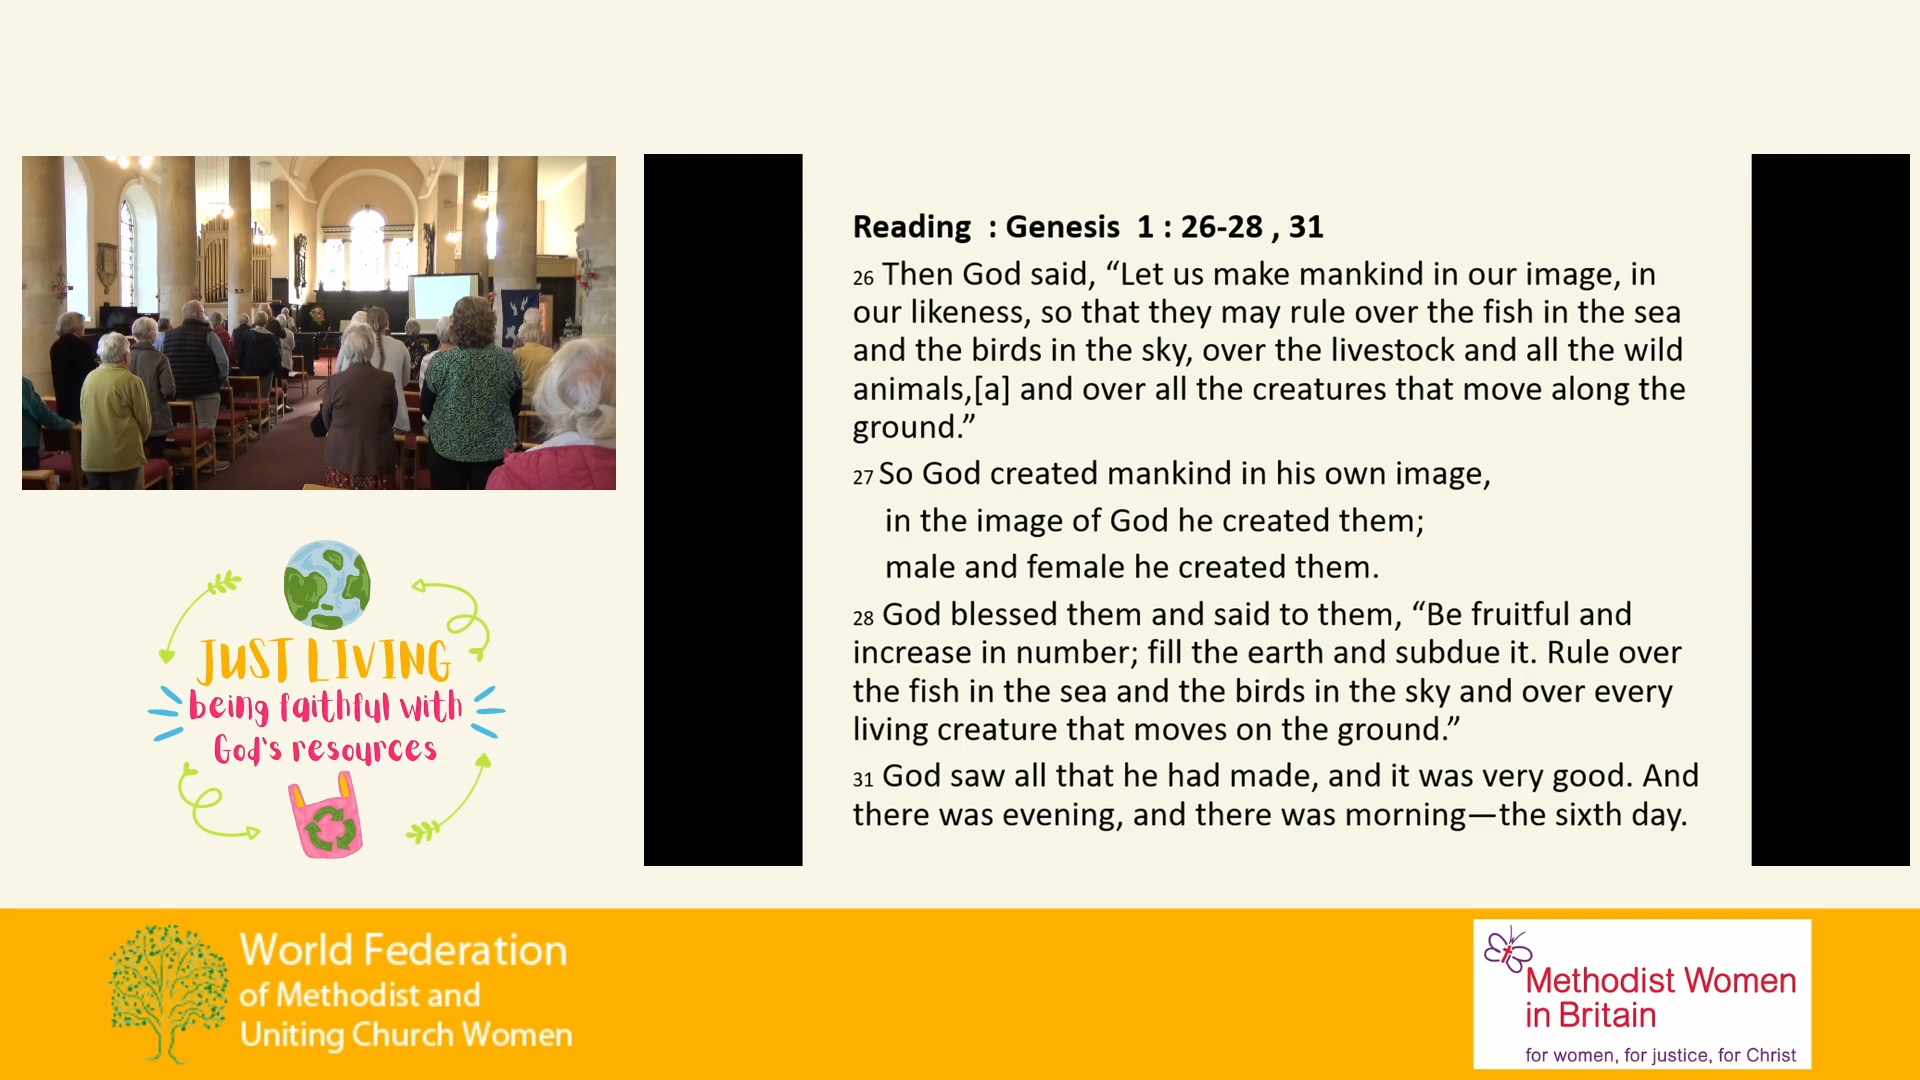 Reading : Genesis 1 : 26-28 , 31
26 Then God said, “Let us make mankind in our image, in
our likeness, so that they may rule over the fish in the sea
and the birds in the sky, over the livestock and all the wild
animals,[a] and over all the creatures that move along the
ground.”
27 So God created mankind in his own image,
in the image of God he created them;
male and female he created them.
28 God blessed them and said to them, “Be fruitful and
increase in number; fill the earth and subdue it. Rule over
the fish in the sea and the birds in the sky and over every
living creature that moves on the ground.”
31 God saw all that he had made, and it was very good. And
there was evening, and there was morning—the sixth day.
JUST LIVING
being faithful with
God's resources
World Federation
of Methodist and
Uniting Church Women
Methodist Women
in Britain
for women, for justice, for Christ